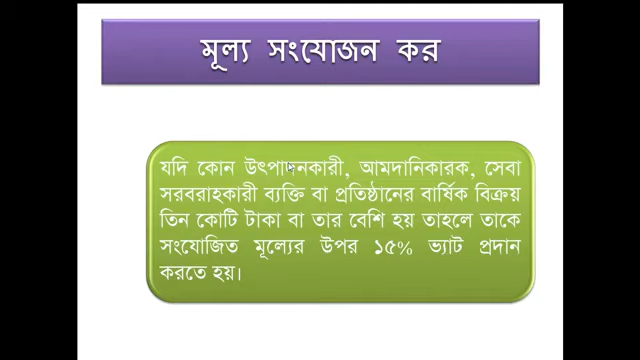 মূল্য সংযোজন কর
যদি কোন উৎপাদনকারী, আমদানিকারক, সেবা
সরবরাহকারী ব্যক্তি বা প্রতিষ্ঠানের বার্ষিক বিক্রয়
তিন কোটি টাকা বা তার বেশি হয় তাহলে তাকে
সংযোজিত মূল্যের উপর ১৫% ভ্যাট প্রদান
করতে হয়।